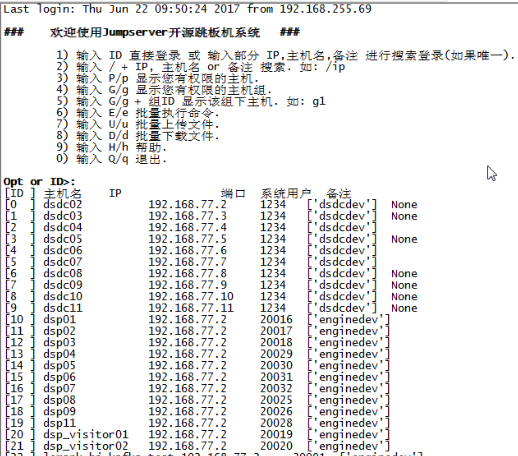 Last login: Thu Jun 22 09:50:24 2017 from 192.168.255.69
### 欢迎使用Jumpserver开源跳板机系统 ###
1) 输入 ID 直接登录 或 输入部分 IP,主机名,备注 进行搜索登录(如果唯一).
2) 输入 / + IP, 主机名 or 备注 搜索. 如: /ip
3) 输入 P/p 显示您有权限的主机.
4) 输入 G/g 显示您有权限的主机组.
5) 输入 G/g + 组ID 显示该组下主机. 如: g1
6) 输入 E/e 批量执行命令.
7) 输入 U/u 批量上传文件.
8) 输入 D/d 批量下载文件.
9) 输入 H/h 帮助.
0) 输入 Q/q 退出.
Opt or ID>:
[ID ] 主机名 IP 端口 系统用户 备注
[0 ] dsdc02 192.168.77.2 1234 ['dsdcdev'] None
[1 ] dsdc03 192.168.77.3 1234 ['dsdcdev'] None
[2 ] dsdc04 192.168.77.4 1234 ['dsdcdev']
[3 ] dsdc05 192.168.77.5 1234 ['dsdcdev'] None
[4 ] dsdc06 192.168.77.6 1234 ['dsdcdev']
[5 ] dsdc07 192.168.77.7 1234 ['dsdcdev']
[6 ] dsdc08 192.168.77.8 1234 ['dsdcdev'] None
[7 ] dsdc09 192.168.77.9 1234 ['dsdcdev'] None
[8 ] dsdc10 192.168.77.10 1234 ['dsdcdev'] None
[9 ] dsdc11 192.168.77.11 1234 ['dsdcdev'] None
[10 ] dsp01 192.168.77.2 20016 ['enginedev']
[11 ] dsp02 192.168.77.2 20017 ['enginedev']
[12 ] dsp03 192.168.77.2 20018 ['enginedev']
[13 ] dsp04 192.168.77.2 20029 ['enginedev']
[14 ] dsp05 192.168.77.2 20030 ['enginedev']
[15 ] dsp06 192.168.77.2 20031 ['enginedev']
[16 ] dsp07 192.168.77.2 20032 ['enginedev']
[17 ] dsp08 192.168.77.2 20025 ['enginedev']
[18 ] dsp09 192.168.77.2 20026 ['enginedev']
[19 ] dsp11 192.168.77.2 20028 ['enginedev']
[20 ] dsp_visitor01 192.168.77.2 20019 ['enginedev']
[21 ] dsp_visitor02 192.168.77.2 20020 ['enginedev']